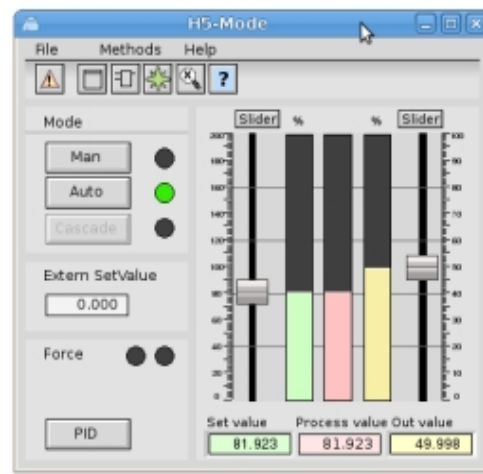 H5-Mode
File Methods Help
?
Mode
Man
Auto
Cascade
Extern SetValue
0.000
Force
PID
Slider % % Slider
200 100
180 90
160 80
140 70
120 60
100 50
80 40
60 30
40 20
20 10
0 0
Set value Process value Out value
81.923 81.923 49.998